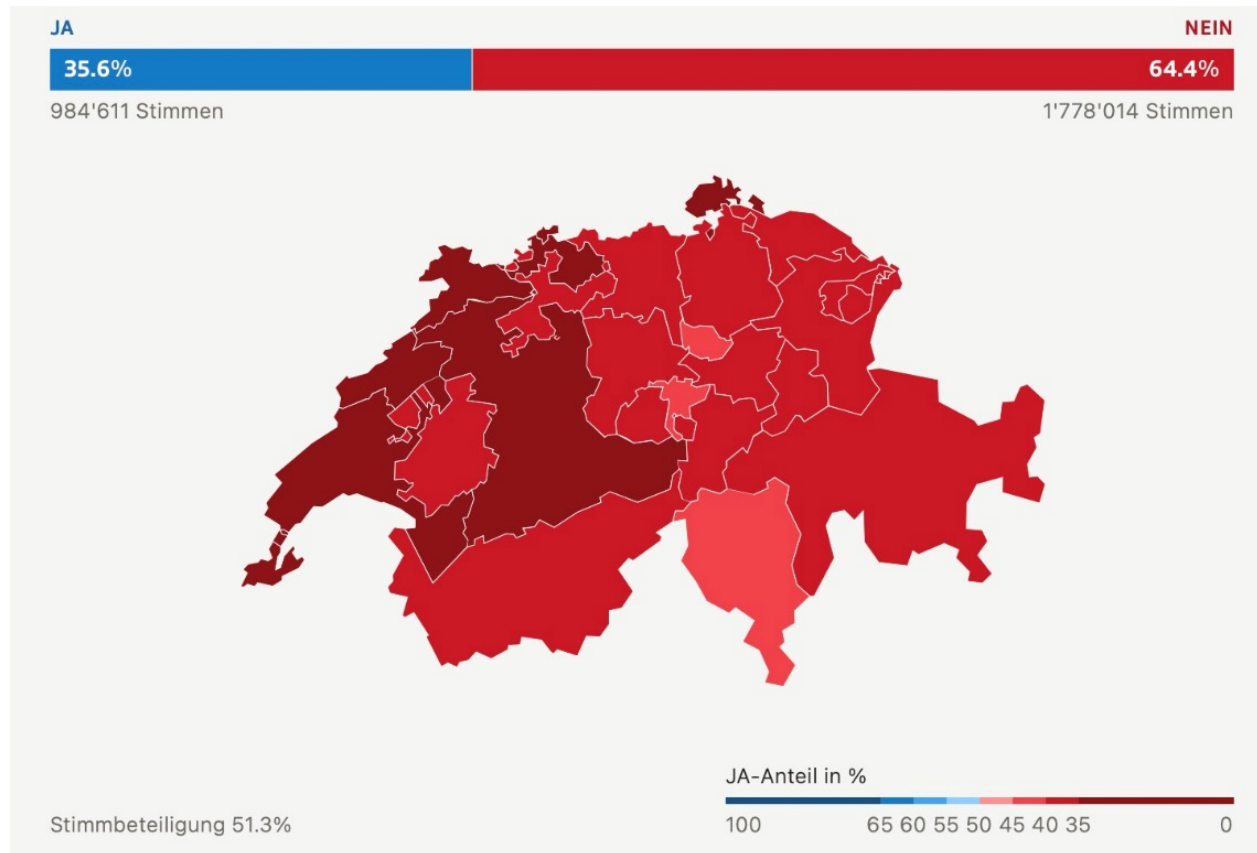 JA NEIN
35.6% 64.4%
984'611 Stimmen 1'778'014 Stimmen
JA-Anteil in %
Stimmbeteiligung 51.3%
100 65 60 55 50 45 40 35 0